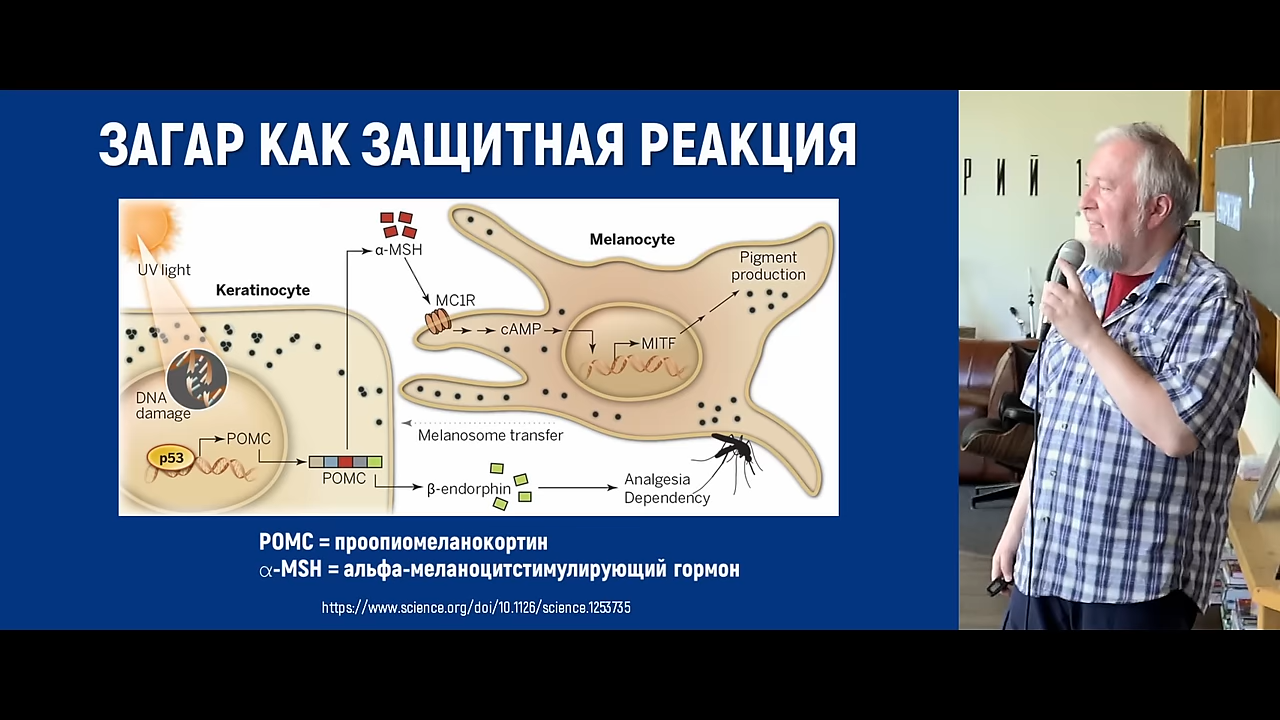 ЗАГАР КАК ЗАЩИТНАЯ РЕАКЦИЯ
UV light
Keratinocyte
α-MSH
Melanocyte
Pigment
production
MC1R
cAMP
MITF
DNA
damage
POMC
p53
POMC
Melanosome transfer
β-endorphin
Analgesia
Dependency
POMC = проопиомеланокортин
α-MSH = альфа-меланоцитстимулирующий гормон
https://www.science.org/doi/10.1126/science.1253735
РИЙ 1